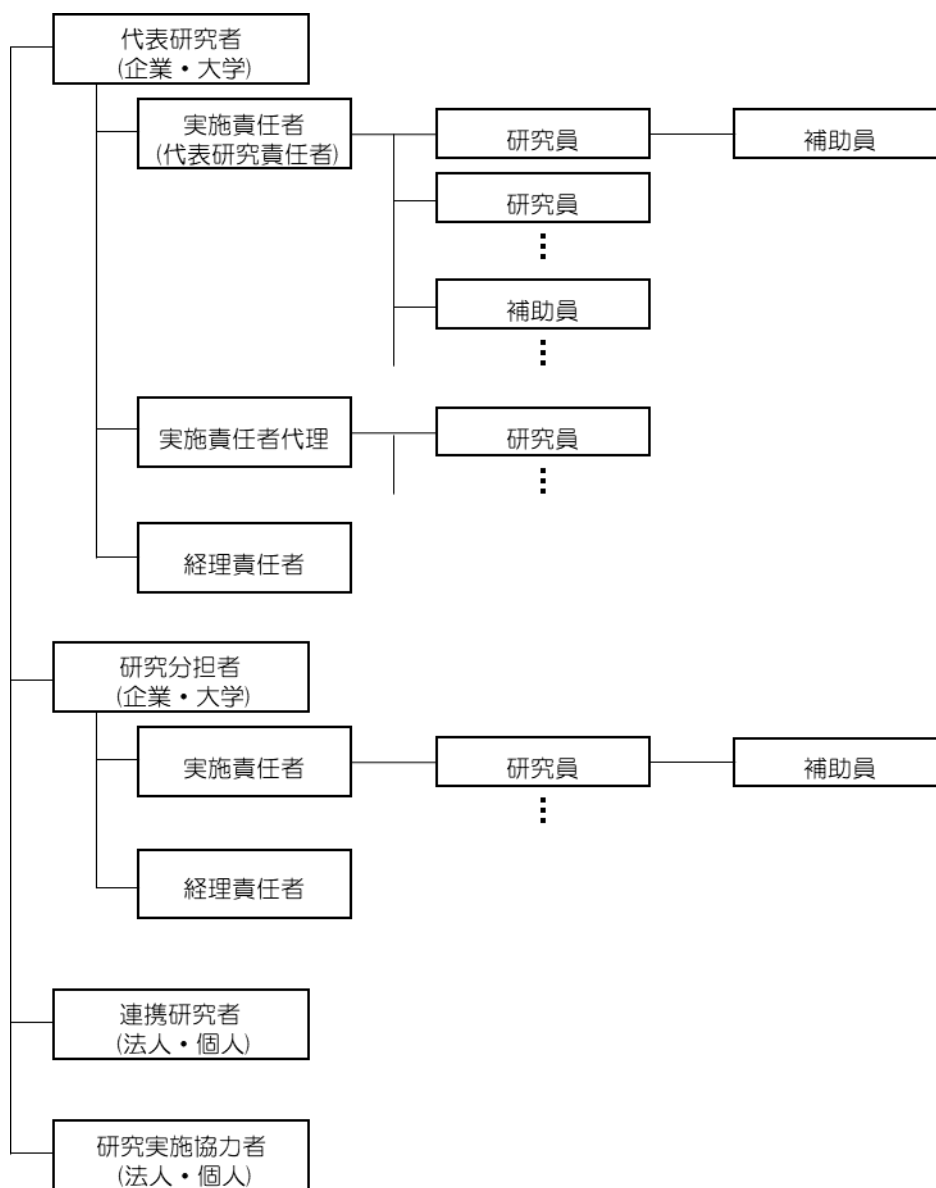 代表研究者
(企業・大学)
実施責任者
(代表研究責任者)
研究員
補助員
研究員
補助員
実施責任者代理
研究員
経理責任者
研究分担者
(企業・大学)
実施責任者
研究員
補助員
経理責任者
連携研究者
(法人・個人)
研究実施協力者
(法人・個人)